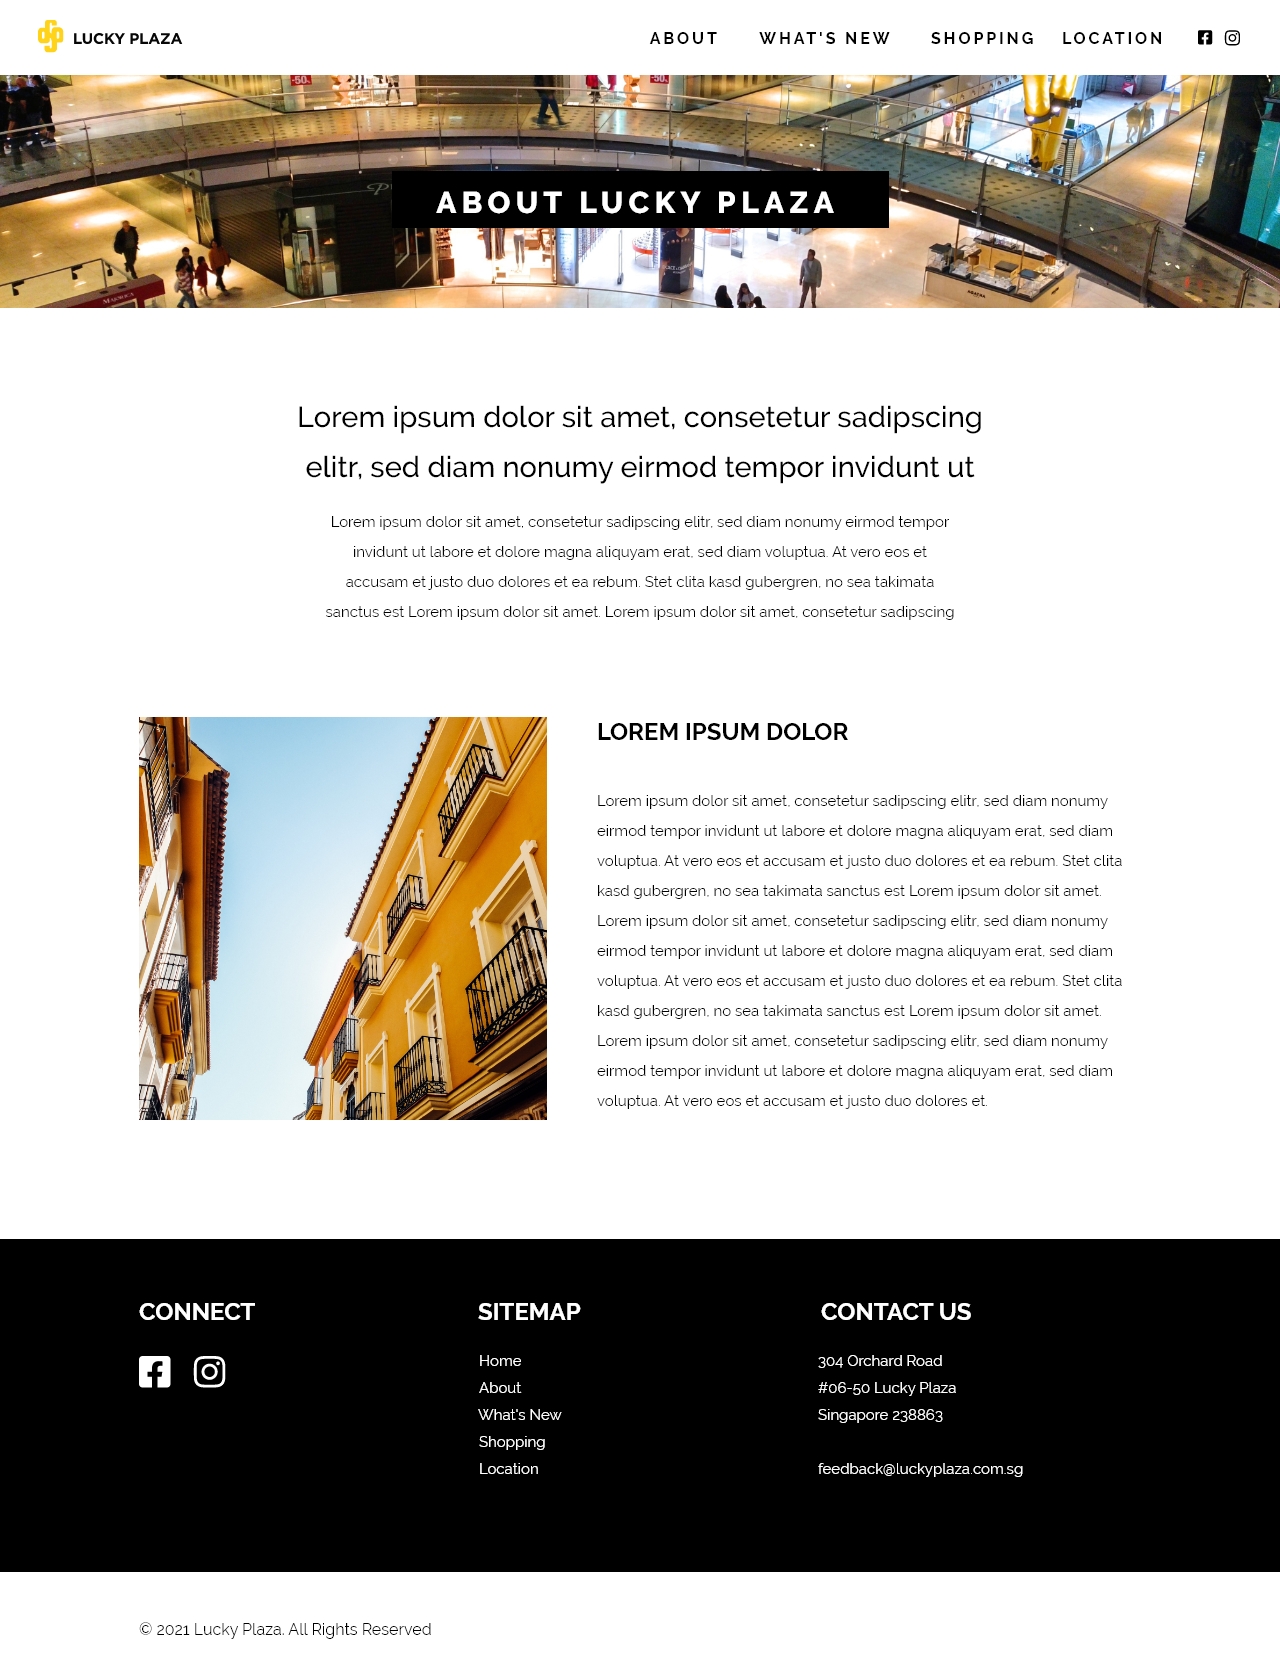 LUCKY PLAZA
ABOUT WHAT'S NEW SHOPPING LOCATION
ABOUT LUCKY PLAZA
Lorem ipsum dolor sit amet, consetetur sadipscing
elitr, sed diam nonumy eirmod tempor invidunt ut
Lorem ipsum dolor sit amet, consetetur sadipscing elitr, sed diam nonumy eirmod tempor
invidunt ut labore et dolore magna aliquyam erat, sed diam voluptua. At vero eos et
accusam et justo duo dolores et ea rebum. Stet clita kasd gubergren, no sea takimata
sanctus est Lorem ipsum dolor sit amet. Lorem ipsum dolor sit amet, consetetur sadipscing
LOREM IPSUM DOLOR
Lorem ipsum dolor sit amet, consetetur sadipscing elitr, sed diam nonumy
eirmod tempor invidunt ut labore et dolore magna aliquyam erat, sed diam
voluptua. At vero eos et accusam et justo duo dolores et ea rebum. Stet clita
kasd gubergren, no sea takimata sanctus est Lorem ipsum dolor sit amet.
Lorem ipsum dolor sit amet, consetetur sadipscing elitr, sed diam nonumy
eirmod tempor invidunt ut labore et dolore magna aliquyam erat, sed diam
voluptua. At vero eos et accusam et justo duo dolores et ea rebum. Stet clita
kasd gubergren, no sea takimata sanctus est Lorem ipsum dolor sit amet.
Lorem ipsum dolor sit amet, consetetur sadipscing elitr, sed diam nonumy
eirmod tempor invidunt ut labore et dolore magna aliquyam erat, sed diam
voluptua. At vero eos et accusam et justo duo dolores et.
CONNECT
SITEMAP
Home
About
What's New
Shopping
Location
CONTACT US
304 Orchard Road
#06-50 Lucky Plaza
Singapore 238863
feedback@luckyplaza.com.sg
© 2021 Lucky Plaza. All Rights Reserved